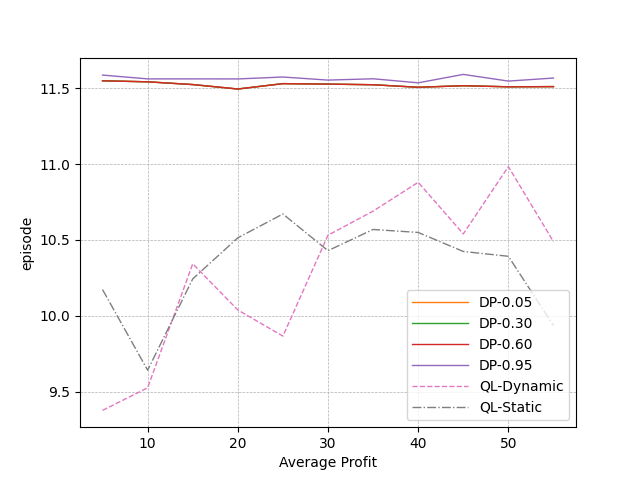 11.5
11.0
10.5
10.0
9.5
episode
10
20
30
40
50
Average Profit
DP-0.05
DP-0.30
DP-0.60
DP-0.95
QL-Dynamic
QL-Static